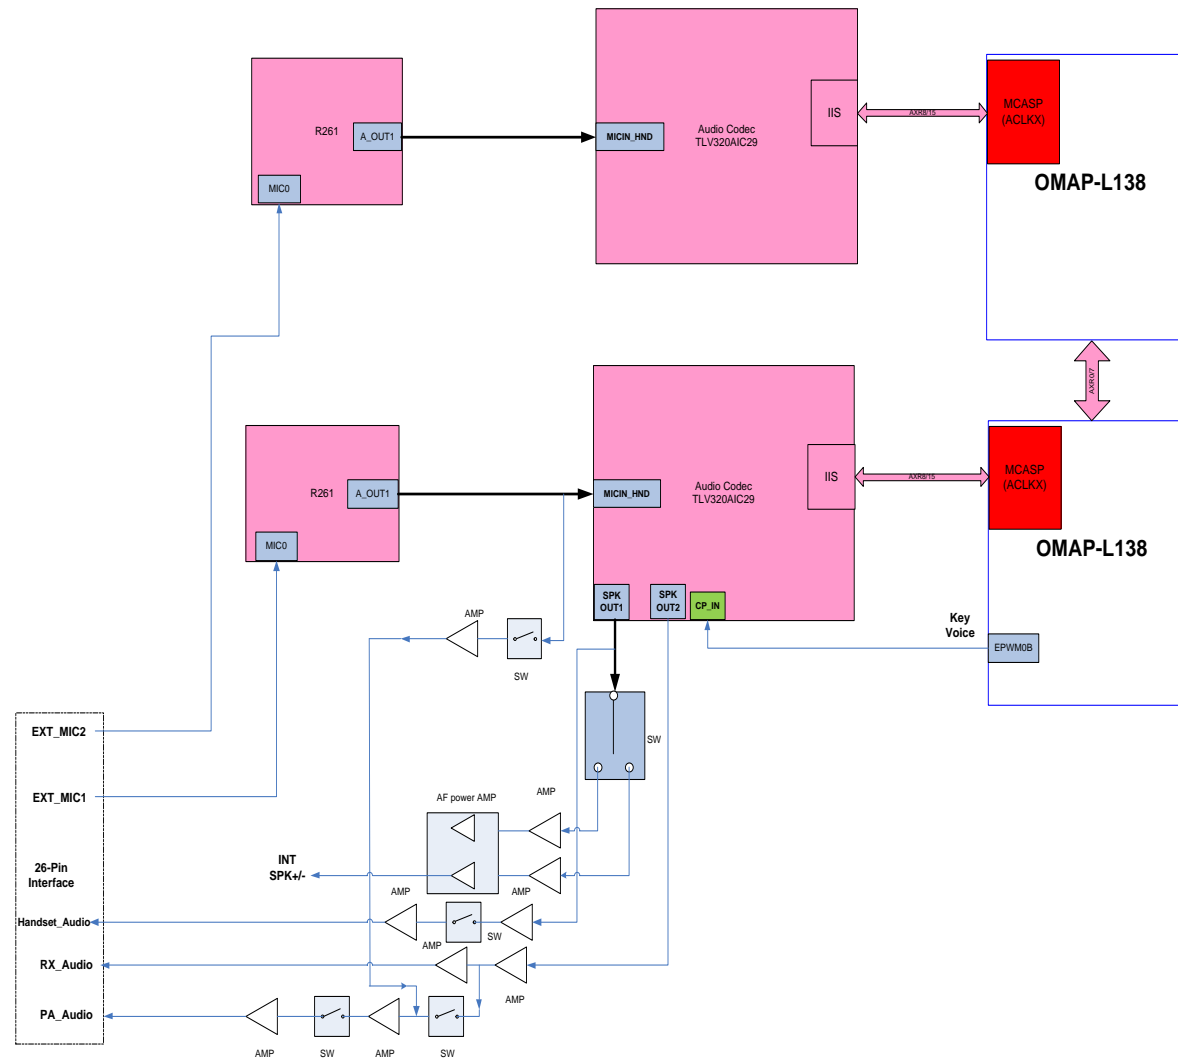 R261
A_OUT1
MIC0
MICIN_HND
Audio Codec
TLV320AIC29
IIS
AXR8/15
MCASP
(ACLKX)
OMAP-L138
AXR0/7
R261
A_OUT1
MIC0
MICIN_HND
Audio Codec
TLV320AIC29
IIS
AXR8/15
MCASP
(ACLKX)
OMAP-L138
SPK
OUT1
SPK
OUT2
CP_IN
Key
Voice
EPWM0B
AMP
SW
SW
EXT_MIC2
EXT_MIC1
AF power AMP
AMP
INT
SPK+/-
26-Pin
Interface
AMP
AMP
Handset_Audio
SW
AMP
RX_Audio
AMP
PA_Audio
AMP
SW
AMP
SW